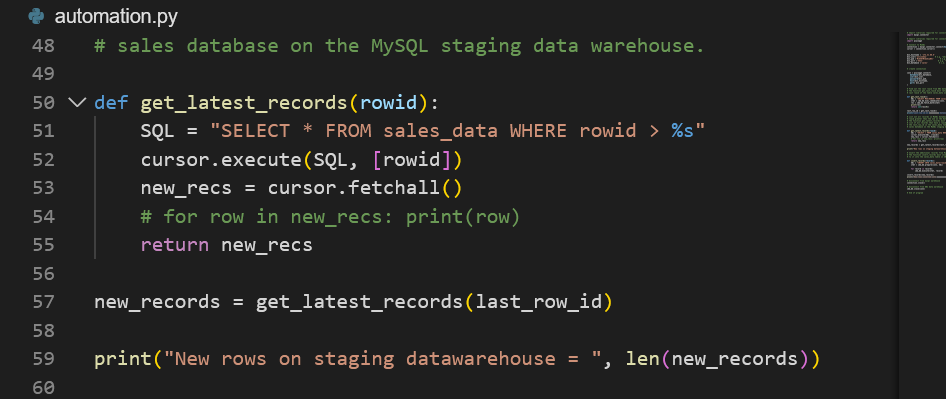 automation.py
48 # sales database on the MySQL staging data warehouse.
49
50 def get_latest_records(rowid):
51     SQL = "SELECT * FROM sales_data WHERE rowid > %s"
52     cursor.execute(SQL, [rowid])
53     new_recs = cursor.fetchall()
54     # for row in new_recs: print(row)
55     return new_recs
56
57 new_records = get_latest_records(last_row_id)
58
59 print("New rows on staging datawarehouse = ", len(new_records))
60